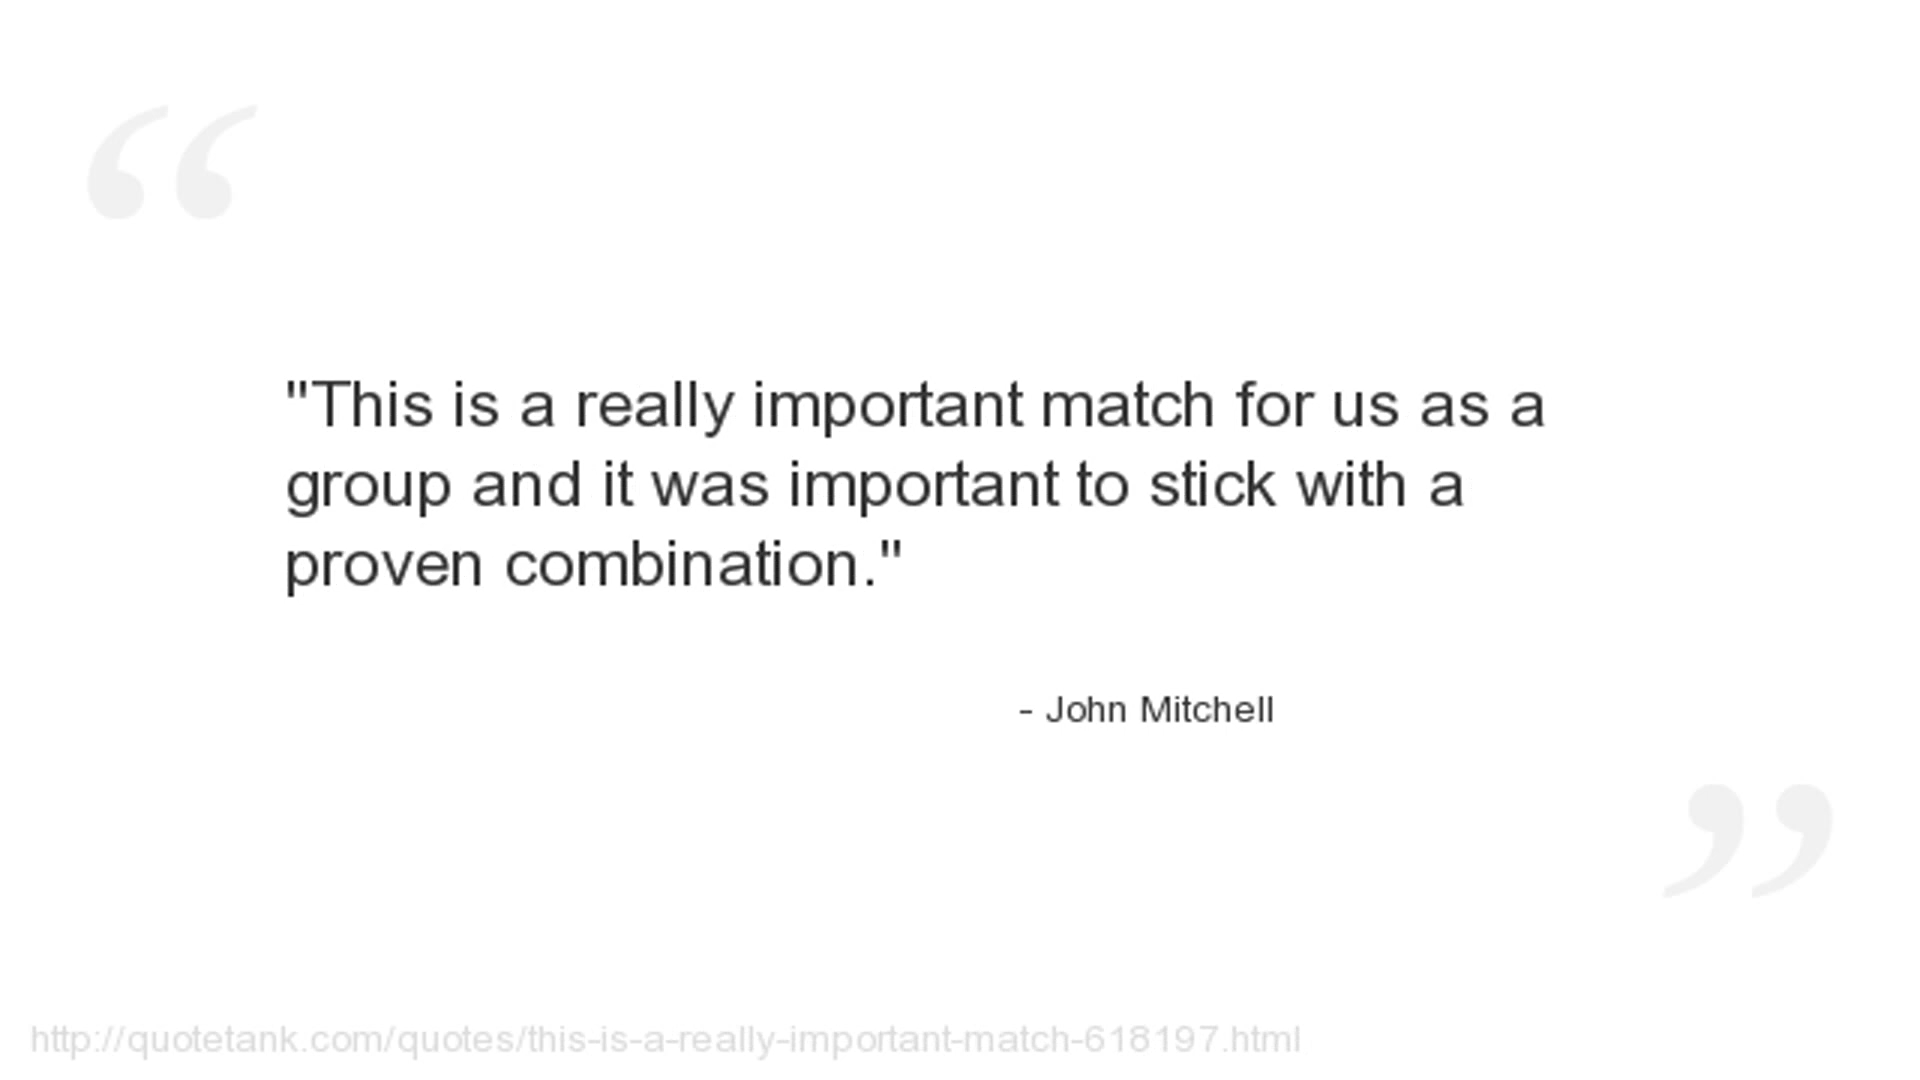 "This is a really important match for us as a
group and it was important to stick with a
proven combination."
- John Mitchell
http://quotetank.com/quotes/this-is-a-really-important-match-618197.html